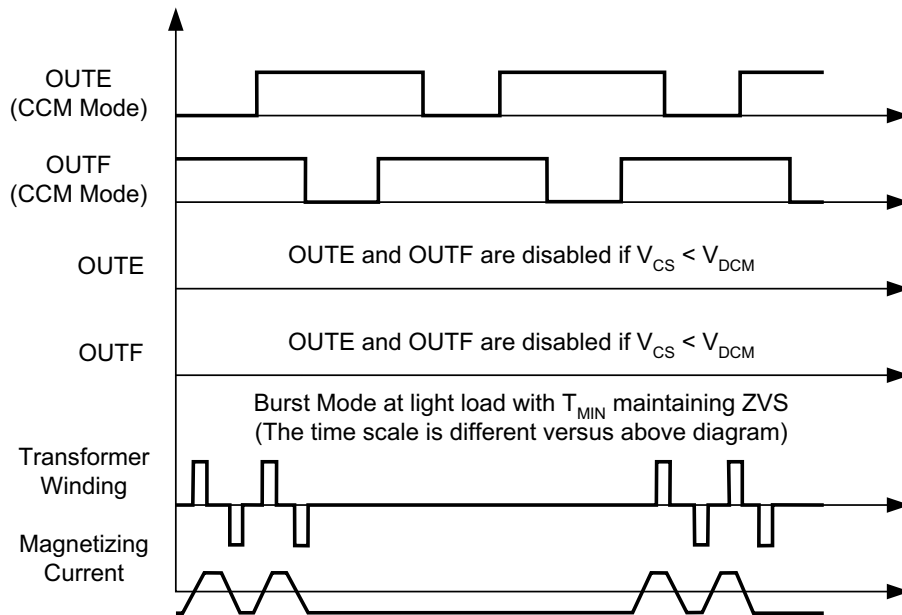 OUTE
(CCM Mode)
OUTF
(CCM Mode)
OUTE
OUTE and OUTF are disabled if V_CS < V_DCM
OUTF
OUTE and OUTF are disabled if V_CS < V_DCM
Burst Mode at light load with T_MIN maintaining ZVS
(The time scale is different versus above diagram)
Transformer
Winding
Magnetizing
Current